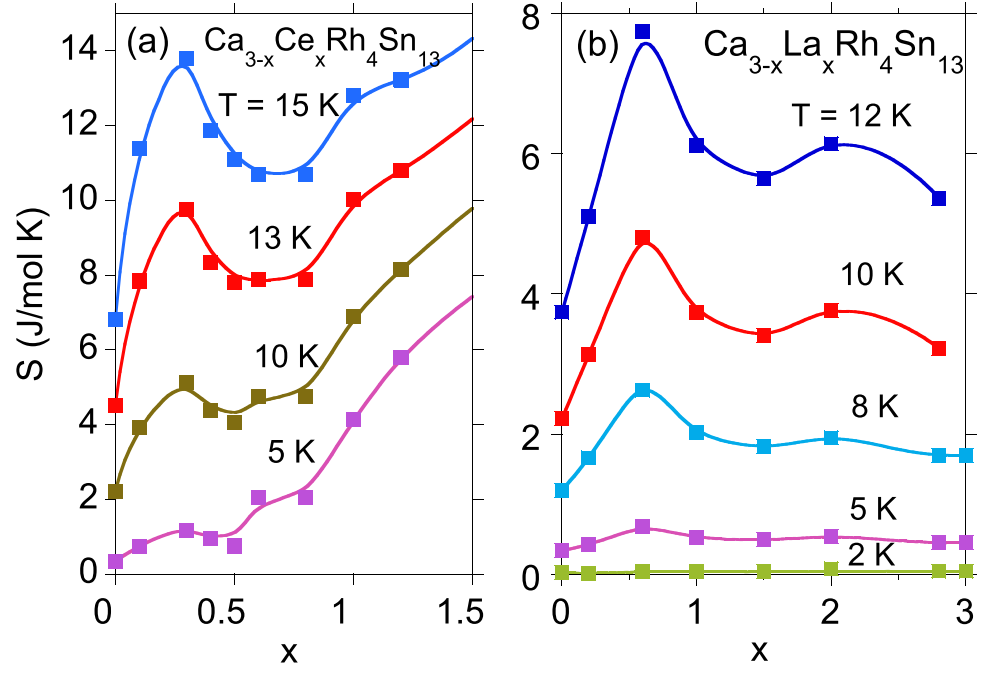 (a) Ca3-xCexRh4Sn13
T = 15 K
13 K
10 K
5 K
S (J/mol K)
14
12
10
8
6
4
2
0
0 0.5 1 1.5
x
(b) Ca3-xLaxRh4Sn13
T = 12 K
10 K
8 K
5 K
2 K
8
6
4
2
0
0 1 2 3
x